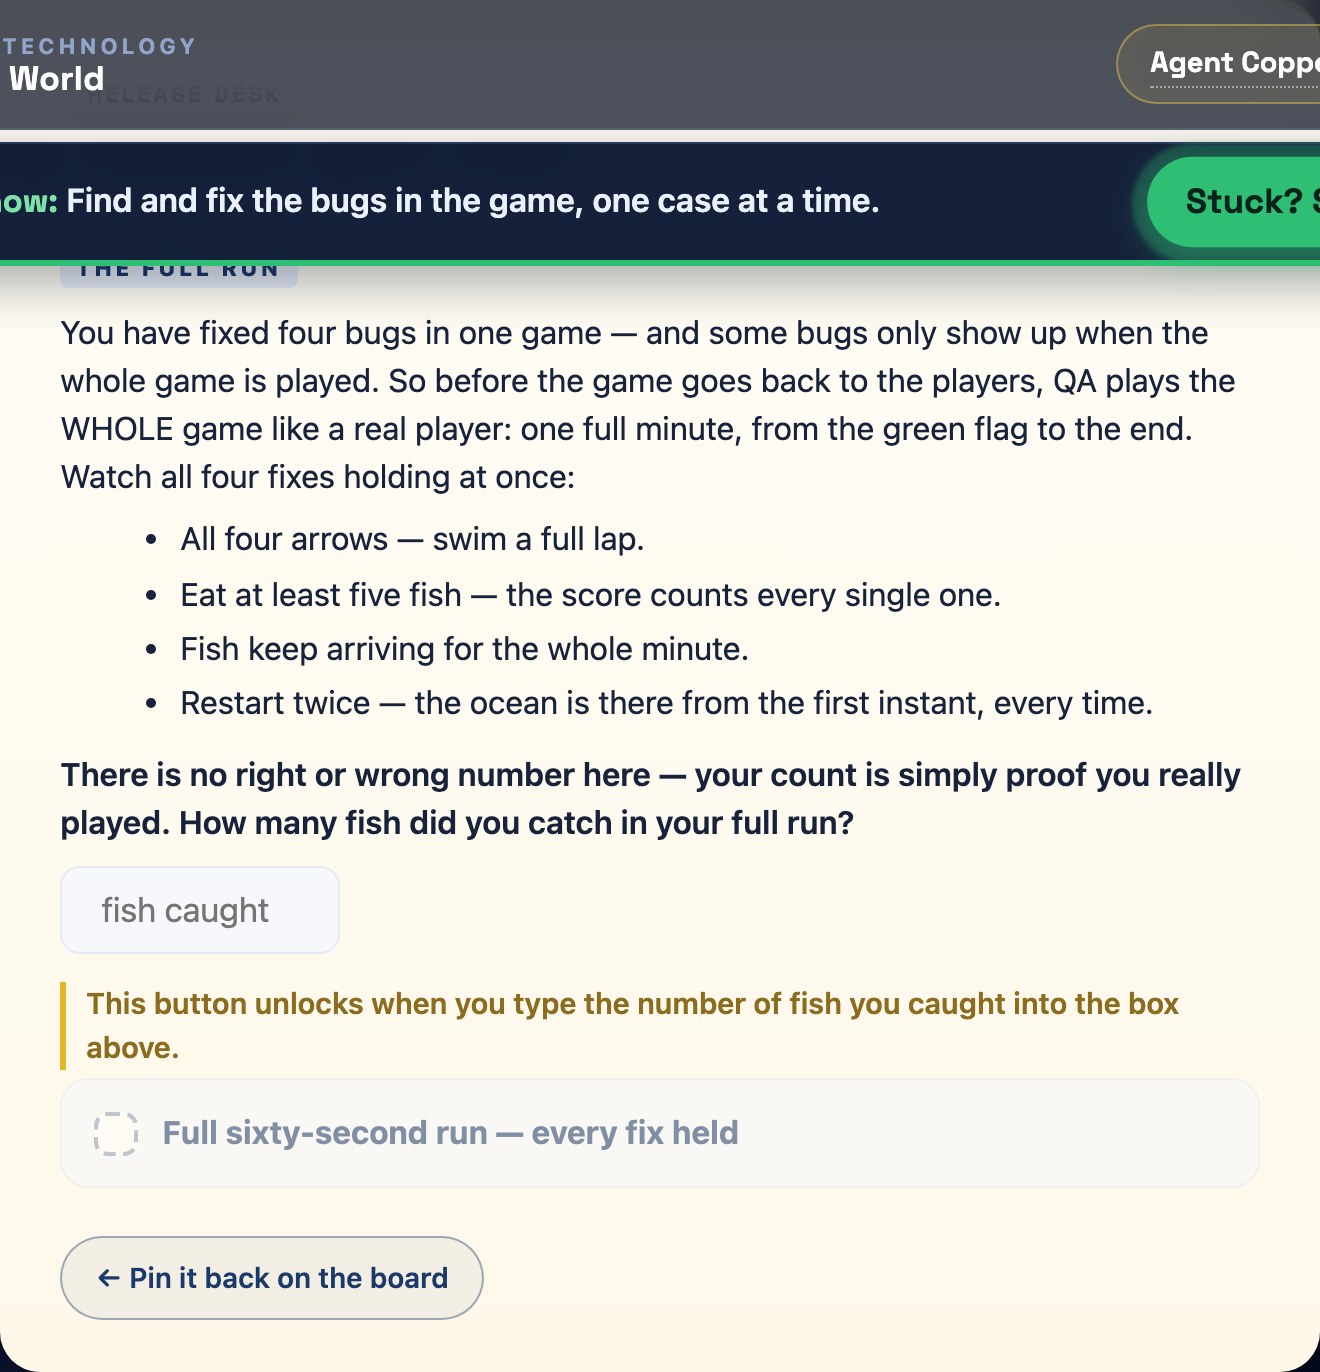 TECHNOLOGY
World
RELEASE DESK
Agent
now: Find and fix the bugs in the game, one case at a time.
Stuck?
THE FULL RUN
You have fixed four bugs in one game — and some bugs only show up when the
whole game is played. So before the game goes back to the players, QA plays the
WHOLE game like a real player: one full minute, from the green flag to the end.
Watch all four fixes holding at once:
• All four arrows — swim a full lap.
• Eat at least five fish — the score counts every single one.
• Fish keep arriving for the whole minute.
• Restart twice — the ocean is there from the first instant, every time.
There is no right or wrong number here — your count is simply proof you really
played. How many fish did you catch in your full run?
fish caught
This button unlocks when you type the number of fish you caught into the box
above.
Full sixty-second run — every fix held
← Pin it back on the board